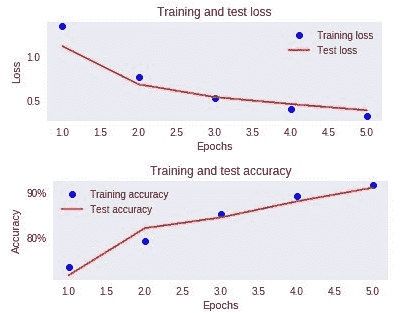 Training and test loss
Training loss
Test loss
1.0
0.5
Loss
1.0 1.5 2.0 2.5 3.0 3.5 4.0 4.5 5.0
Epochs
Training and test accuracy
Training accuracy
Test accuracy
90%
80%
Accuracy
1.0 1.5 2.0 2.5 3.0 3.5 4.0 4.5 5.0
Epochs